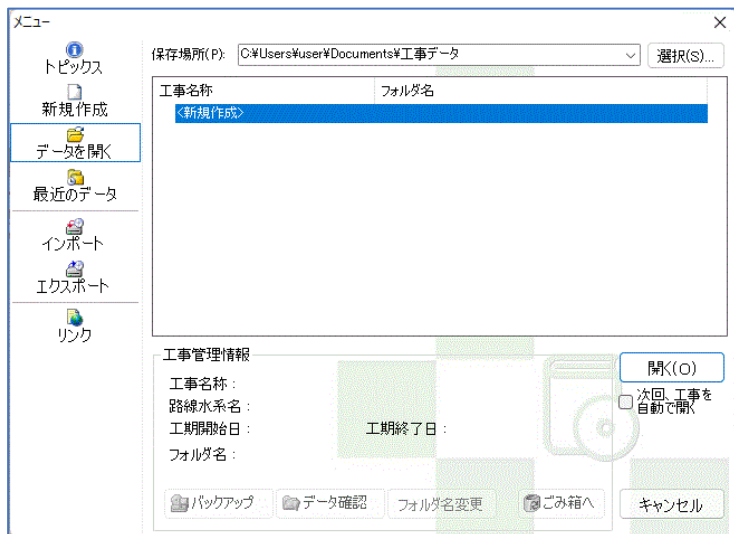 メニュー
トピックス
新規作成
データを開く
最近のデータ
インポート
エクスポート
リンク
保存場所(P): C:¥Users¥user¥Documents¥工事データ 選択(S)...
工事名称 フォルダ名
<新規作成>
工事管理情報
工事名称 :
路線水系名 :
工期開始日 : 工期終了日 :
フォルダ名 :
開く(O)
次回、工事を
自動で開く
バックアップ データ確認 フォルダ名変更 ごみ箱へ キャンセル